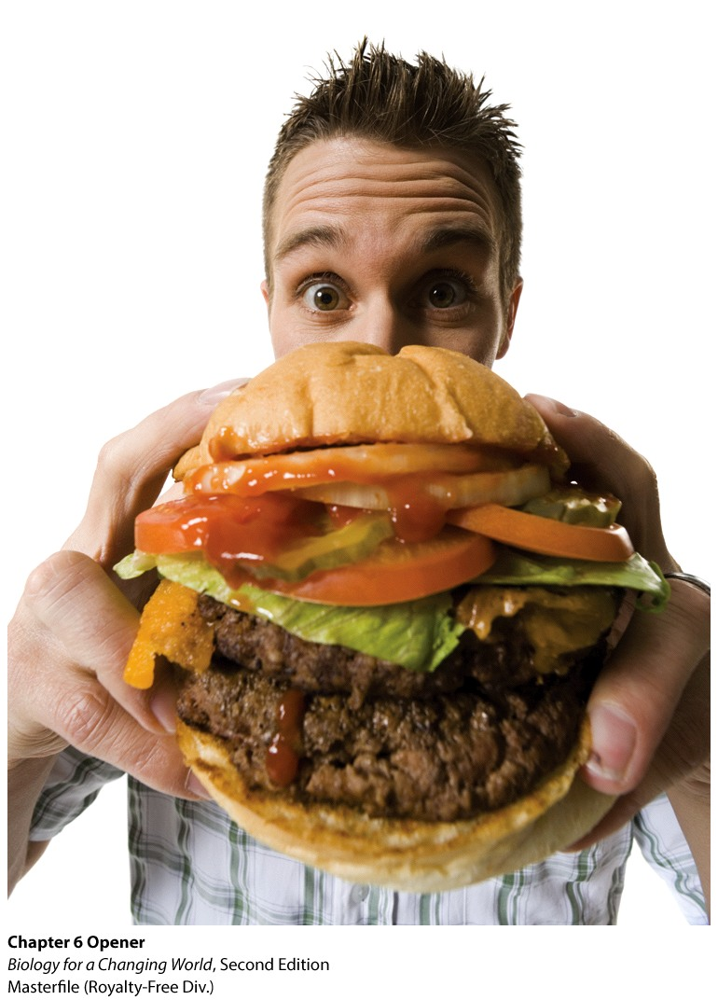 Chapter 6 Opener
Biology for a Changing World, Second Edition
Masterfile (Royalty-Free Div.)